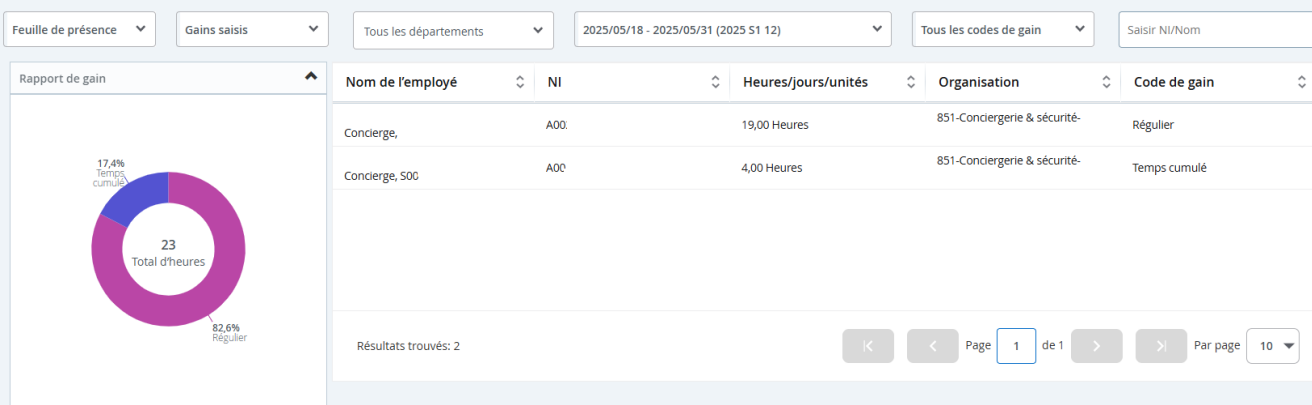 Feuille de présence
Gains saisis
Tous les départements
2025/05/18 - 2025/05/31 (2025 S1 12)
Tous les codes de gain
Saisir NI/Nom
Rapport de gain
17,4%
Temps
cumulé
23
Total d'heures
82,6%
Régulier
Nom de l'employé NI Heures/jours/unités Organisation Code de gain
Concierge, A00 19,00 Heures 851-Conciergerie & sécurité- Régulier
Concierge, S00 A00 4,00 Heures 851-Conciergerie & sécurité- Temps cumulé
Résultats trouvés: 2
Page 1 de 1
Par page 10